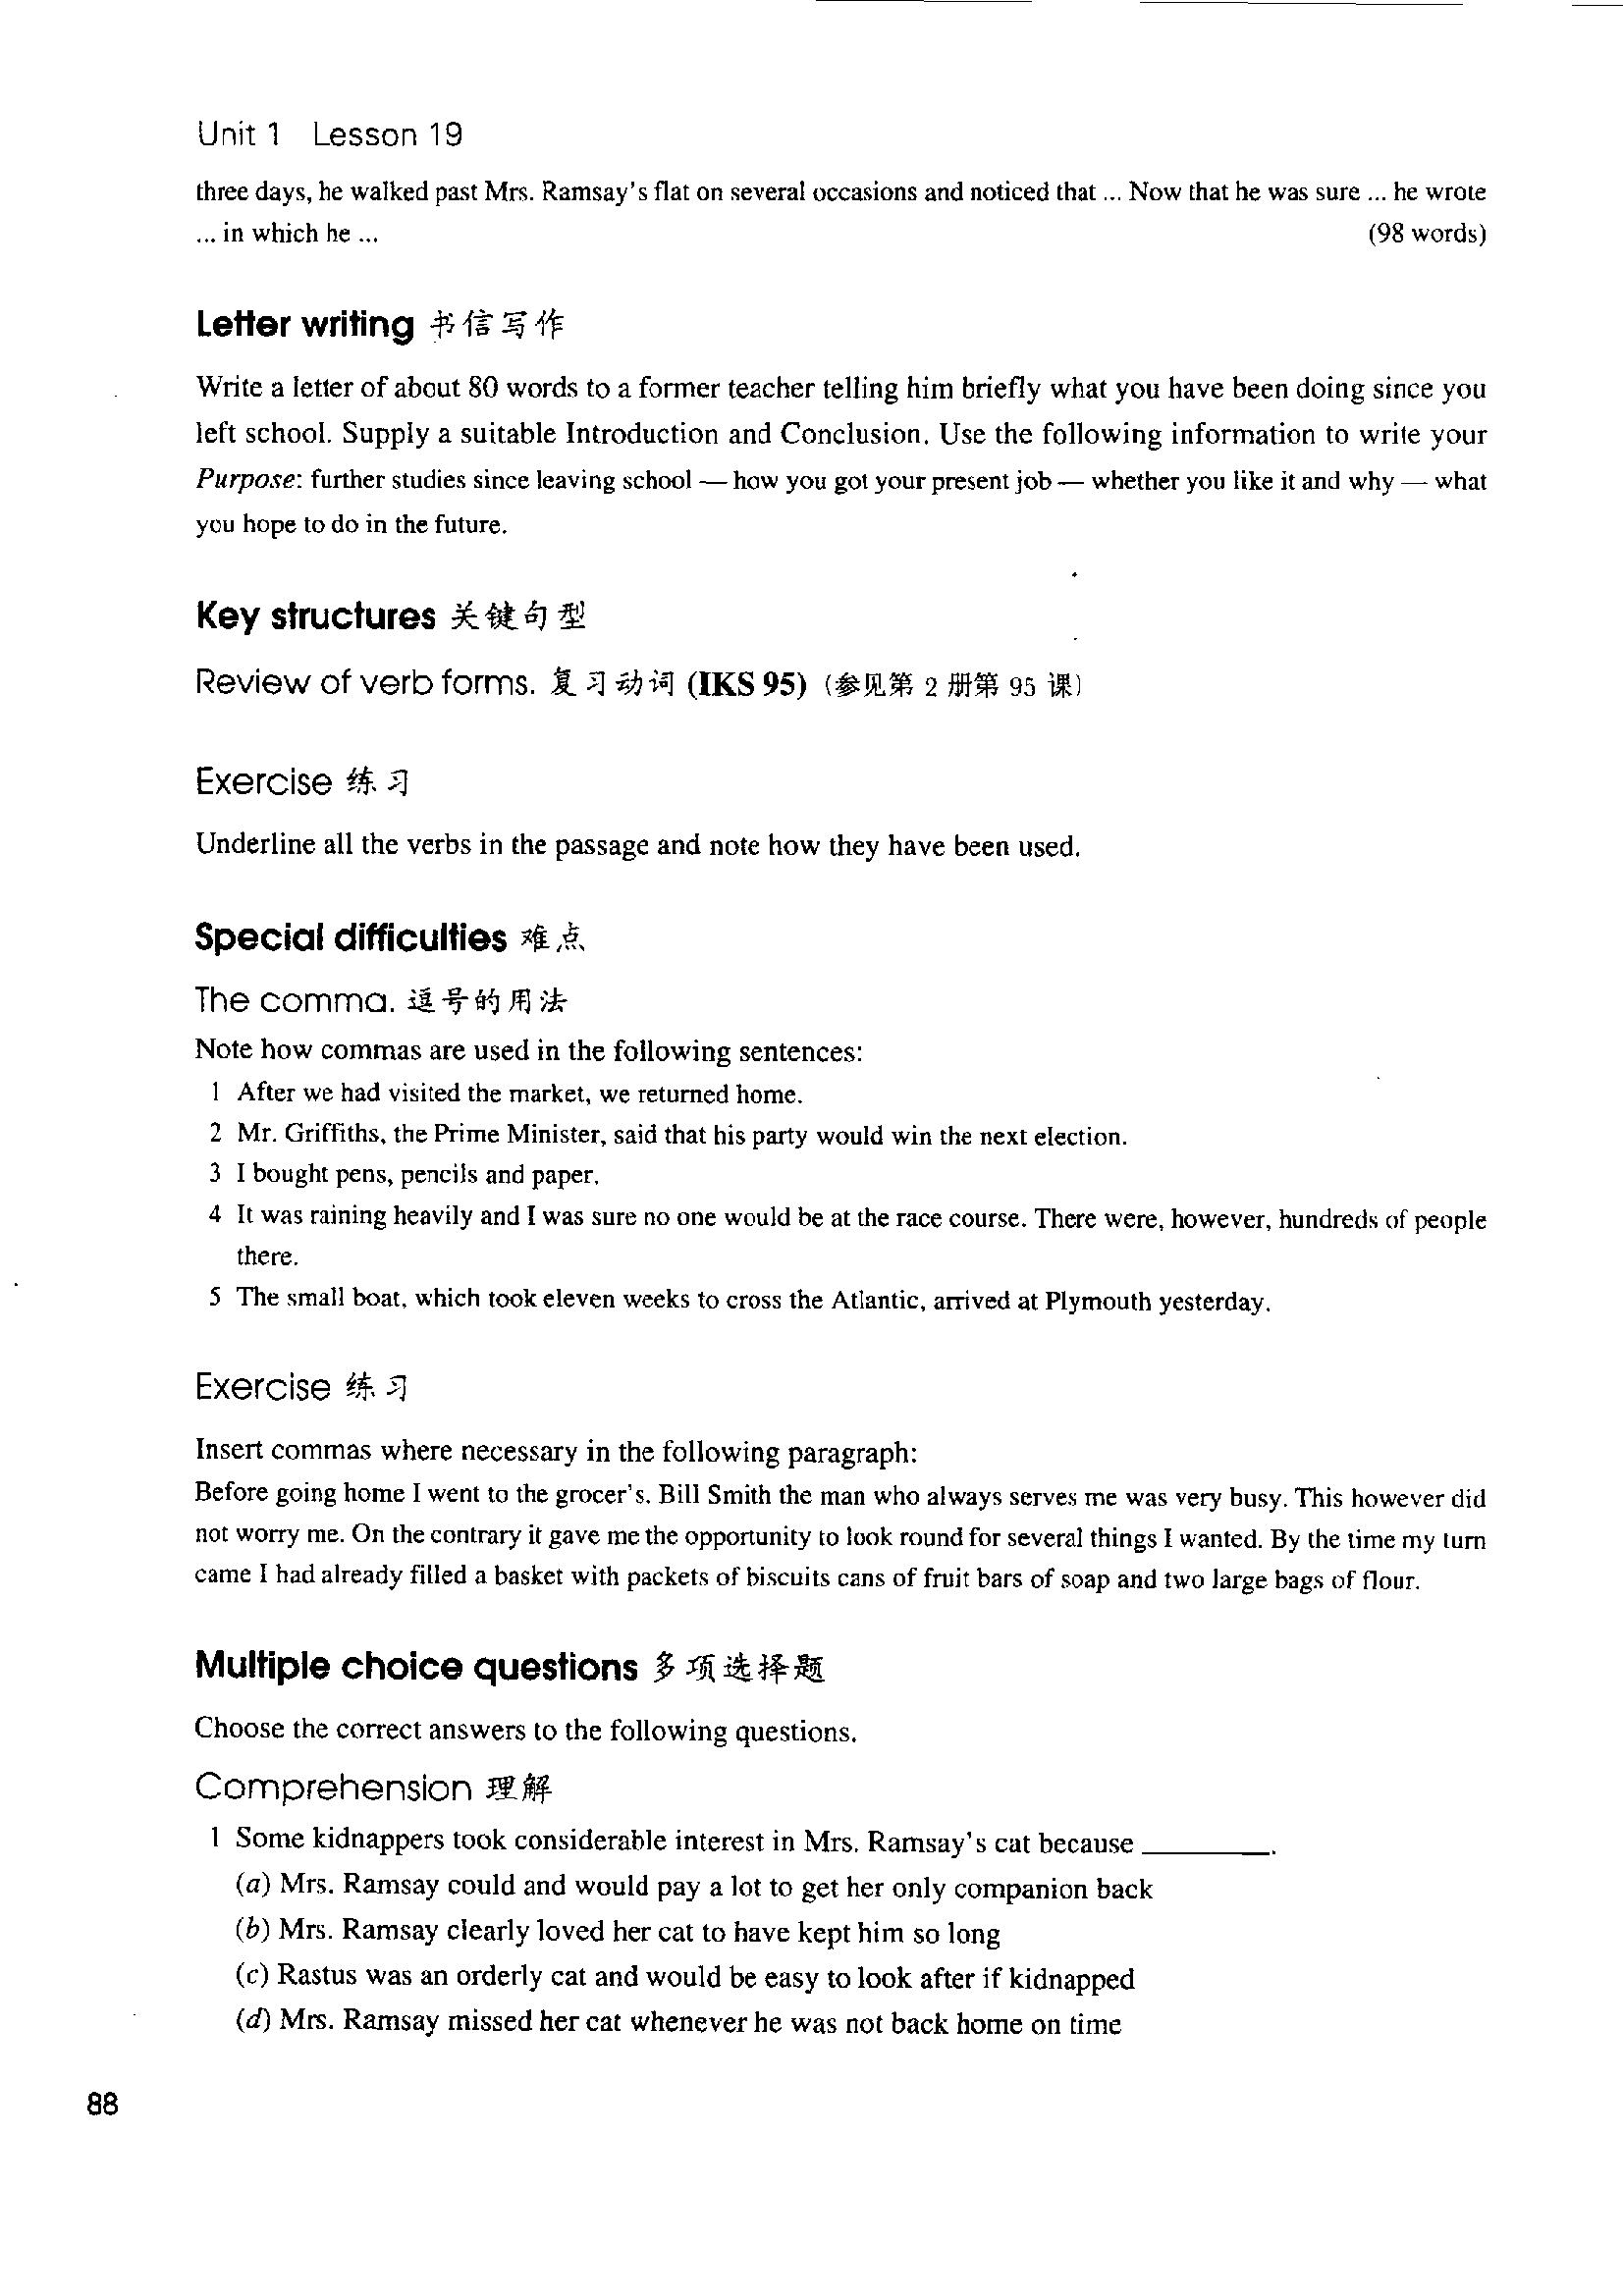 Unit 1 Lesson 19
three days, he walked past Mrs. Ramsay's flat on several occasions and noticed that ... Now that he was sure ... he wrote
... in which he ... (98 words)
Letter writing 书信写作
Write a letter of about 80 words to a former teacher telling him briefly what you have been doing since you
left school. Supply a suitable Introduction and Conclusion. Use the following information to write your
Purpose: further studies since leaving school — how you got your present job — whether you like it and why — what
you hope to do in the future.
Key structures 关键句型
Review of verb forms. 复习动词 (IKS 95) (参见第 2 册第 95 课)
Exercise 练习
Underline all the verbs in the passage and note how they have been used.
Special difficulties 难点
The comma. 逗号的用法
Note how commas are used in the following sentences:
1 After we had visited the market, we returned home.
2 Mr. Griffiths, the Prime Minister, said that his party would win the next election.
3 I bought pens, pencils and paper.
4 It was raining heavily and I was sure no one would be at the race course. There were, however, hundreds of people
there.
5 The small boat, which took eleven weeks to cross the Atlantic, arrived at Plymouth yesterday.
Exercise 练习
Insert commas where necessary in the following paragraph:
Before going home I went to the grocer's. Bill Smith the man who always serves me was very busy. This however did
not worry me. On the contrary it gave me the opportunity to look round for several things I wanted. By the time my turn
came I had already filled a basket with packets of biscuits cans of fruit bars of soap and two large bags of flour.
Multiple choice questions 多项选择题
Choose the correct answers to the following questions.
Comprehension 理解
1 Some kidnappers took considerable interest in Mrs. Ramsay's cat because ________.
(a) Mrs. Ramsay could and would pay a lot to get her only companion back
(b) Mrs. Ramsay clearly loved her cat to have kept him so long
(c) Rastus was an orderly cat and would be easy to look after if kidnapped
(d) Mrs. Ramsay missed her cat whenever he was not back home on time
88